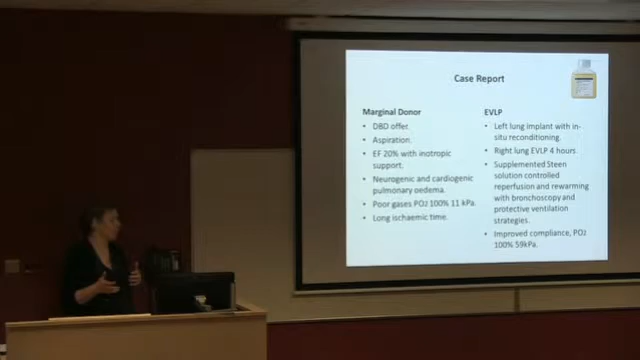 Case Report
Marginal Donor
• DBD offer.
• Aspiration.
• EF 20% with inotropic
support.
• Neurogenic and cardiogenic
pulmonary oedema.
• Poor gases PO2 100% 11 kPa.
• Long ischaemic time.
EVLP
• Left lung implant with in-
situ reconditioning.
• Right lung EVLP 4 hours.
• Supplemented Steen
solution controlled
reperfusion and rewarming
with bronchoscopy and
protective ventilation
strategies.
• Improved compliance, PO2
100% 59kPa.